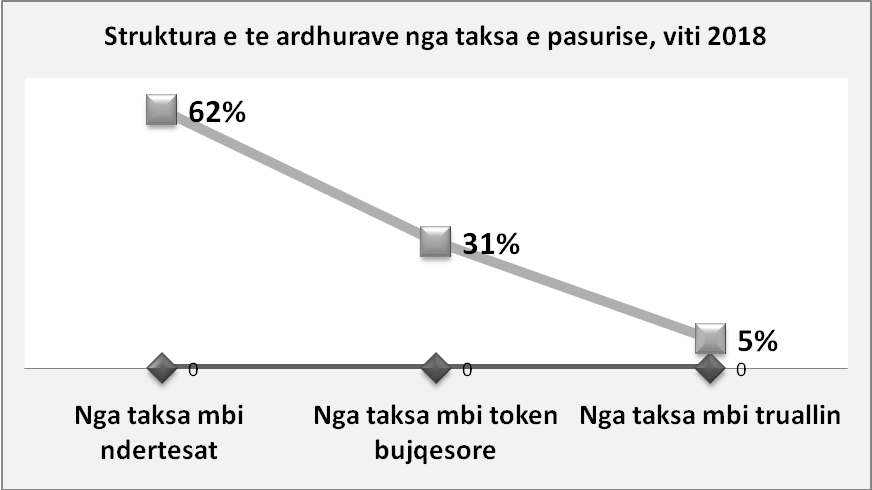 Struktura e te ardhurave nga taksa e pasurise, viti 2018
62%
31%
5%
0
0
0
Nga taksa mbi
ndertesat
Nga taksa mbi token
bujqesore
Nga taksa mbi truallin